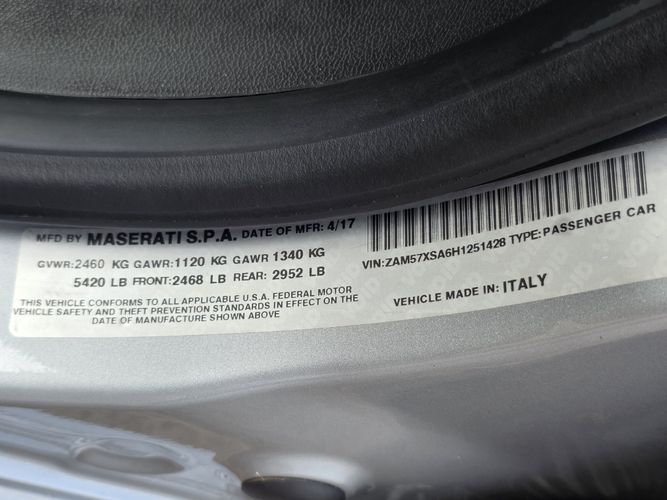 MFD BY MASERATI S.P.A. DATE OF MFR: 4/17
GVWR:2460 KG GAWR:1120 KG GAWR 1340 KG
5420 LB FRONT:2468 LB REAR: 2952 LB
THIS VEHICLE CONFORMS TO ALL APPLICABLE U.S.A. FEDERAL MOTOR
VEHICLE SAFETY AND THEFT PREVENTION STANDARDS IN EFFECT ON THE
DATE OF MANUFACTURE SHOWN ABOVE
VIN:ZAM57XSA6H1251428 TYPE: PASSENGER CAR
VEHICLE MADE IN: ITALY